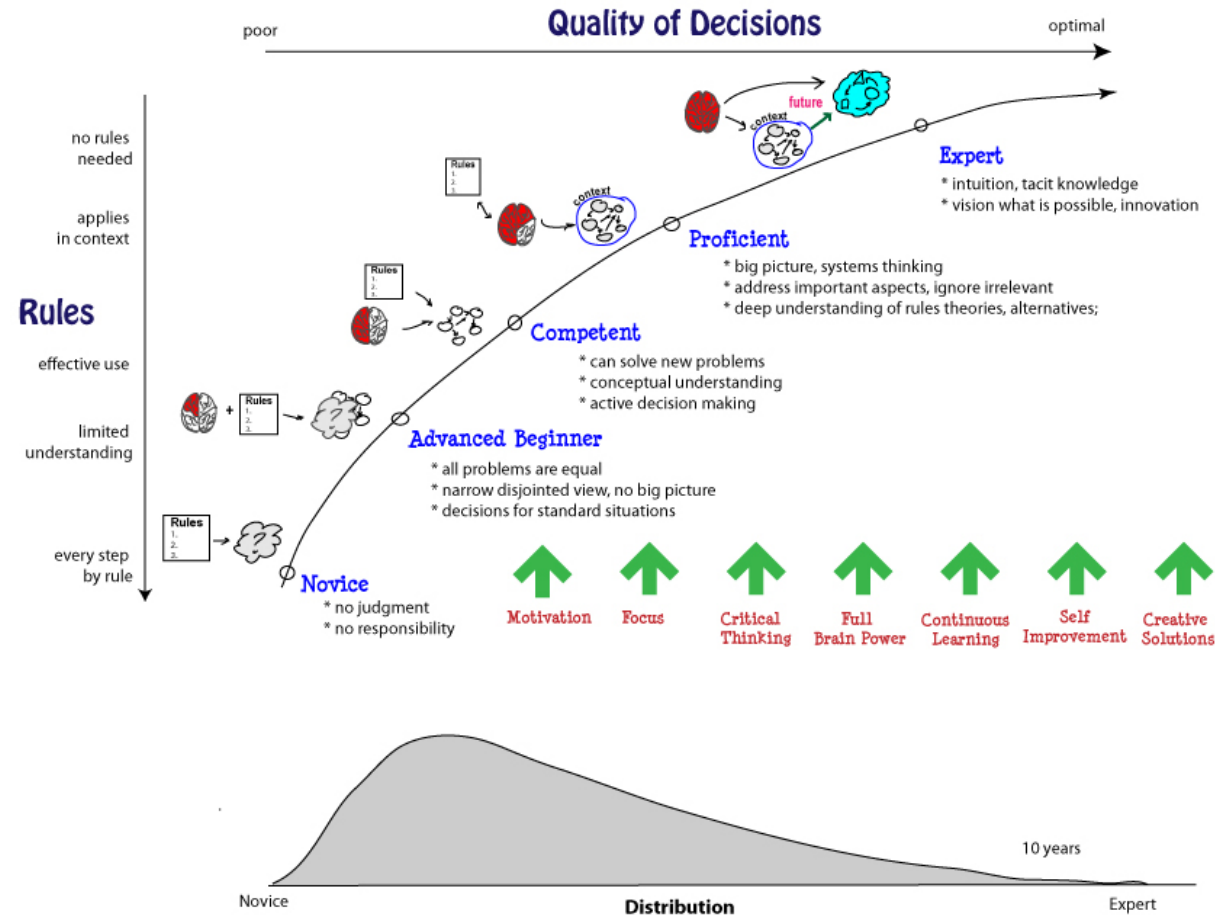 Quality of Decisions
poor
optimal
no rules
needed
applies
in context
Rules
effective use
limited
understanding
every step
by rule
future
context
Expert
* intuition, tacit knowledge
* vision what is possible, innovation
Rules
1.
2.
3.
context
Proficient
* big picture, systems thinking
* address important aspects, ignore irrelevant
* deep understanding of rules theories, alternatives;
Rules
1.
2.
3.
Competent
* can solve new problems
* conceptual understanding
* active decision making
+
Rules
1.
2.
3.
?
Advanced Beginner
* all problems are equal
* narrow disjointed view, no big picture
* decisions for standard situations
Rules
1.
2.
3.
?
Novice
* no judgment
* no responsibility
Motivation
Focus
Critical
Thinking
Full
Brain Power
Continuous
Learning
Self
Improvement
Creative
Solutions
10 years
Novice
Distribution
Expert